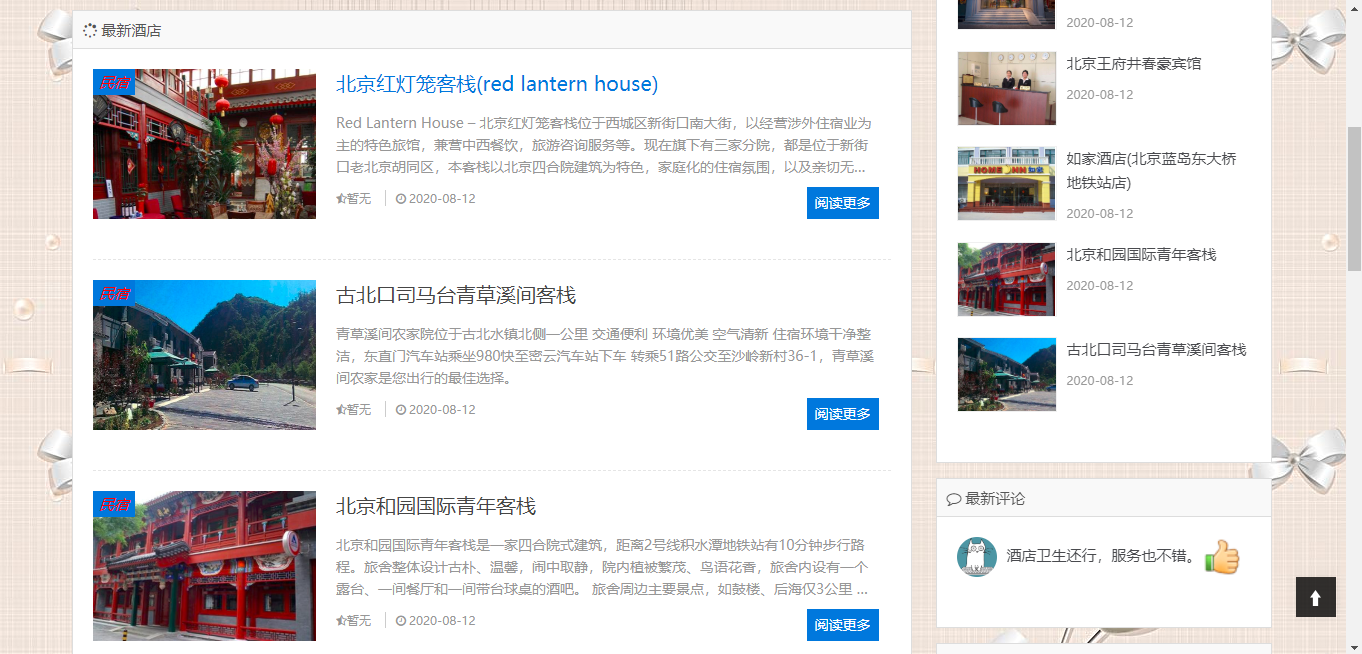 最新酒店
民宿
北京红灯笼客栈(red lantern house)
Red Lantern House – 北京红灯笼客栈位于西城区新街口南大街，以经营涉外住宿业为
主的特色旅馆，兼营中西餐饮，旅游咨询服务等。现在旗下有三家分院，都是位于新街
口老北京胡同区，本客栈以北京四合院建筑为特色，家庭化的住宿氛围，以及亲切无...
暂无 2020-08-12
阅读更多
民宿
古北口司马台青草溪间客栈
青草溪间农家院位于古北水镇北侧一公里 交通便利 环境优美 空气清新 住宿环境干净整
洁，东直门汽车站乘坐980快至密云汽车站下车 转乘51路公交至沙岭新村36-1，青草溪
间农家是您出行的最佳选择。
暂无 2020-08-12
阅读更多
民宿
北京和园国际青年客栈
北京和园国际青年客栈是一家四合院式建筑，距离2号线积水潭地铁站有10分钟步行路
程。旅舍整体设计古朴、温馨，闹中取静，院内植被繁茂、鸟语花香，旅舍内设有一个
露台、一间餐厅和一间带台球桌的酒吧。 旅舍周边主要景点，如鼓楼、后海仅3公里 ...
暂无 2020-08-12
阅读更多
2020-08-12
北京王府井春豪宾馆
2020-08-12
HOME INN 如家
如家酒店(北京蓝岛东大桥
地铁站店)
2020-08-12
北京和园国际青年客栈
2020-08-12
古北口司马台青草溪间客栈
2020-08-12
最新评论
酒店卫生还行，服务也不错。